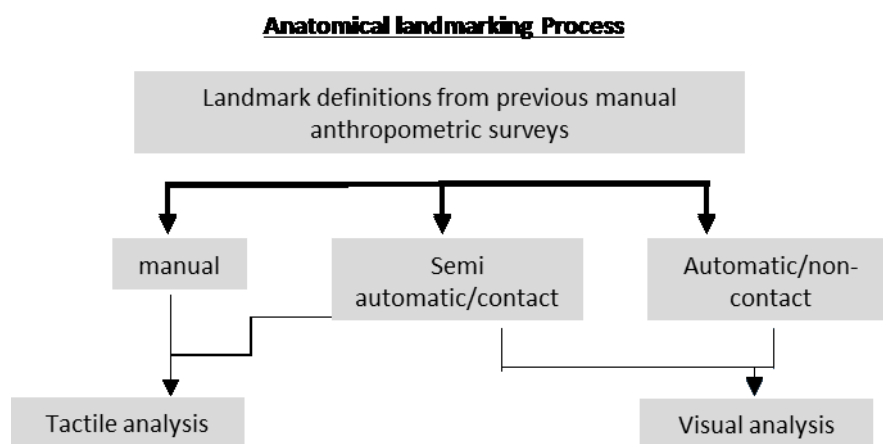 Anatomical landmarking Process
Landmark definitions from previous manual
anthropometric surveys
manual
Semi
automatic/contact
Automatic/non-
contact
Tactile analysis
Visual analysis